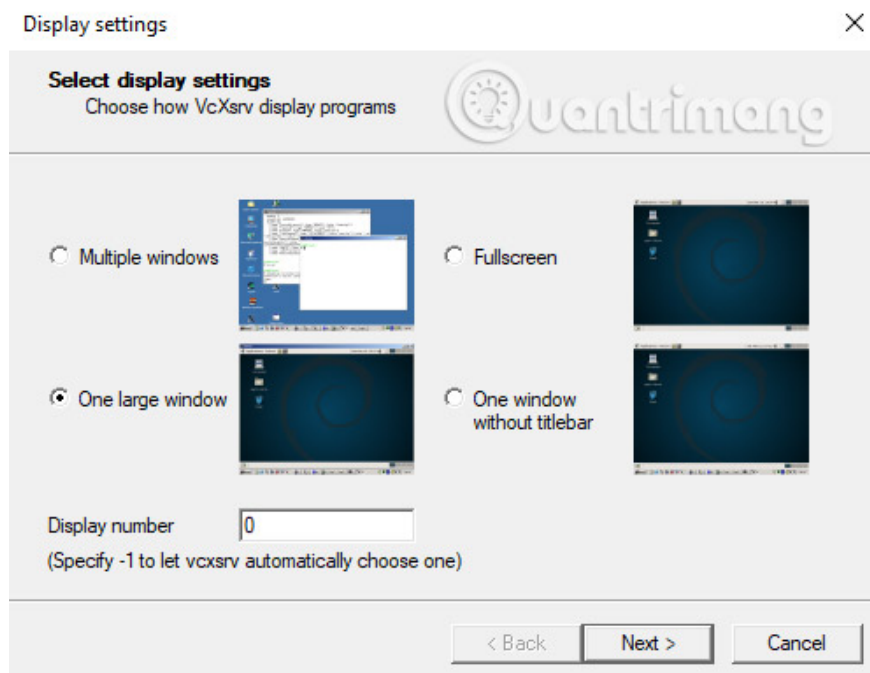 Display settings
Select display settings
Choose how VcXsrv display programs
Quantrimang
Multiple windows
Fullscreen
One large window
One window
without titlebar
Display number
0
(Specify -1 to let vcxsrv automatically choose one)
< Back
Next >
Cancel